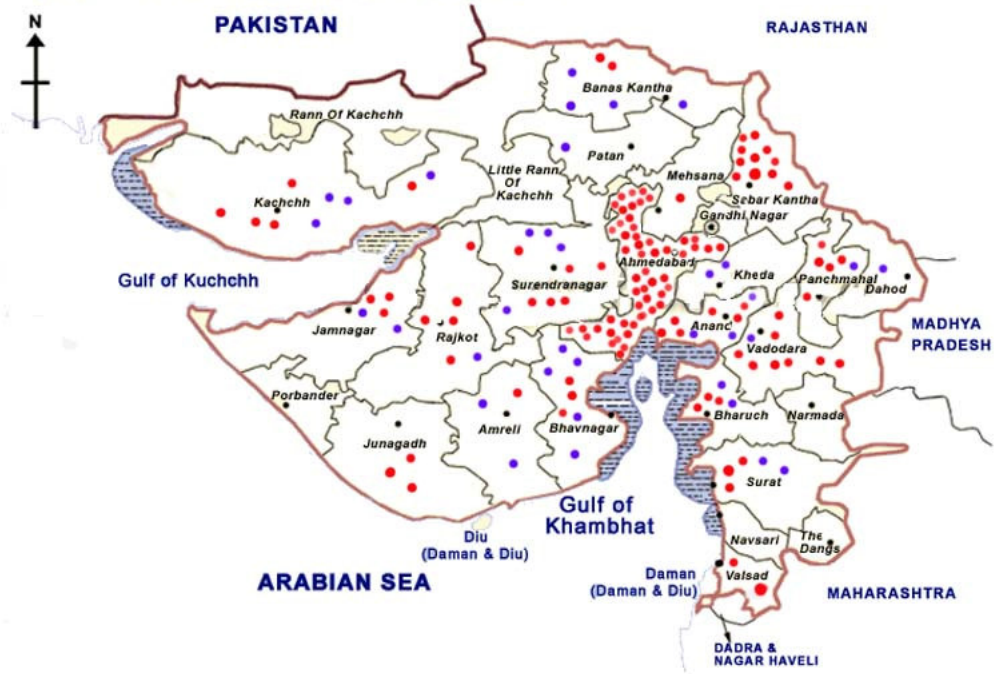 PAKISTAN
N
RAJASTHAN
Banas Kantha
Rann Of Kachchh
Patan
Little Rann
Of
Kachchh
Mehsana
Sabar Kantha
Kachchh
Gandhi Nagar
Ahmedabad
Gulf of Kuchchh
Surendranagar
Kheda
Panchmahal
Dahod
Jamnagar
Rajkot
Anand
Vadodara
MADHYA
PRADESH
Porbander
Junagadh
Amreli
Bhavnagar
Bharuch
Narmada
Surat
Gulf of
Khambhat
Diu
(Daman & Diu)
Navsari
The
Dangs
ARABIAN SEA
Daman
(Daman & Diu)
Valsad
MAHARASHTRA
DADRA &
NAGAR HAVELI